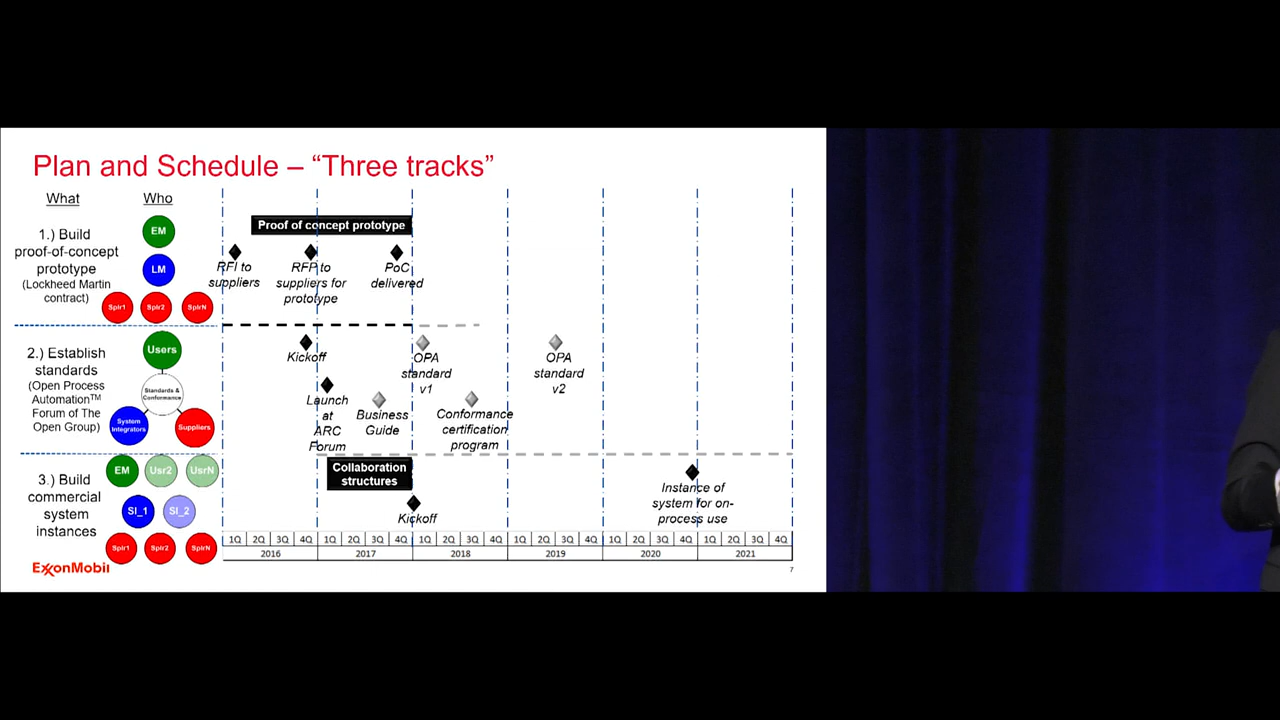 Plan and Schedule – “Three tracks”
What
Who
1.) Build
proof-of-concept
prototype
(Lockheed Martin
contract)
EM
LM
Splr1
Splr2
SplrN
Proof of concept prototype
RFI to
suppliers
RFP to
suppliers for
prototype
PoC
delivered
2.) Establish
standards
(Open Process
Automation™
Forum of The
Open Group)
Users
Standards &
Conformance
System
Integrators
Suppliers
Kickoff
Launch
at
ARC
Forum
Business
Guide
OPA
standard
v1
Conformance
certification
program
OPA
standard
v2
3.) Build
commercial
system
instances
EM
Usr2
UsrN
SI_1
SI_2
Splr1
Splr2
SplrN
Collaboration
structures
Kickoff
Instance of
system for on-
process use
1Q 2Q 3Q 4Q 1Q 2Q 3Q 4Q 1Q 2Q 3Q 4Q 1Q 2Q 3Q 4Q 1Q 2Q 3Q 4Q 1Q 2Q 3Q 4Q
2016 2017 2018 2019 2020 2021
ExxonMobil
7